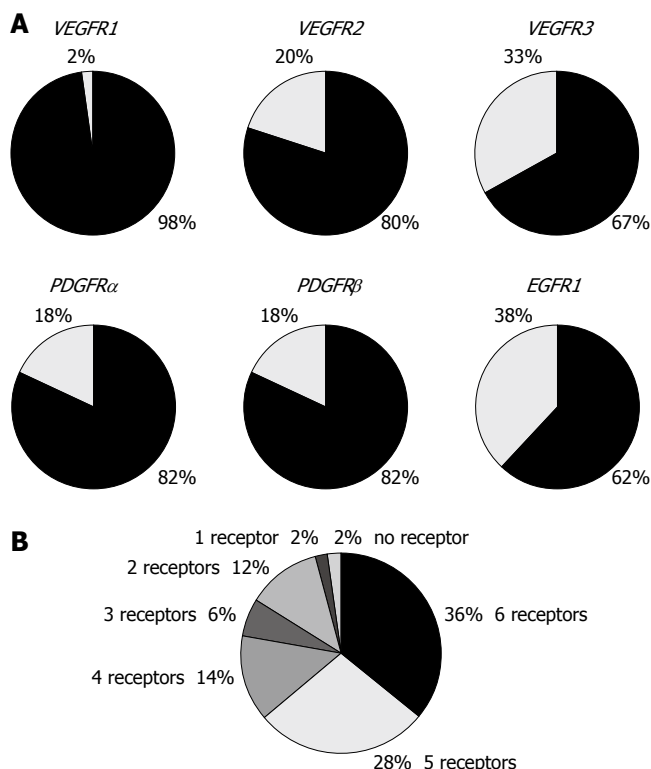 A
VEGFR1 VEGFR2 VEGFR3
2% 20% 33%
98% 80% 67%
PDGFRα PDGFRβ EGFR1
18% 18% 38%
82% 82% 62%
B
1 receptor 2% 2% no receptor
2 receptors 12%
3 receptors 6% 36% 6 receptors
4 receptors 14%
28% 5 receptors